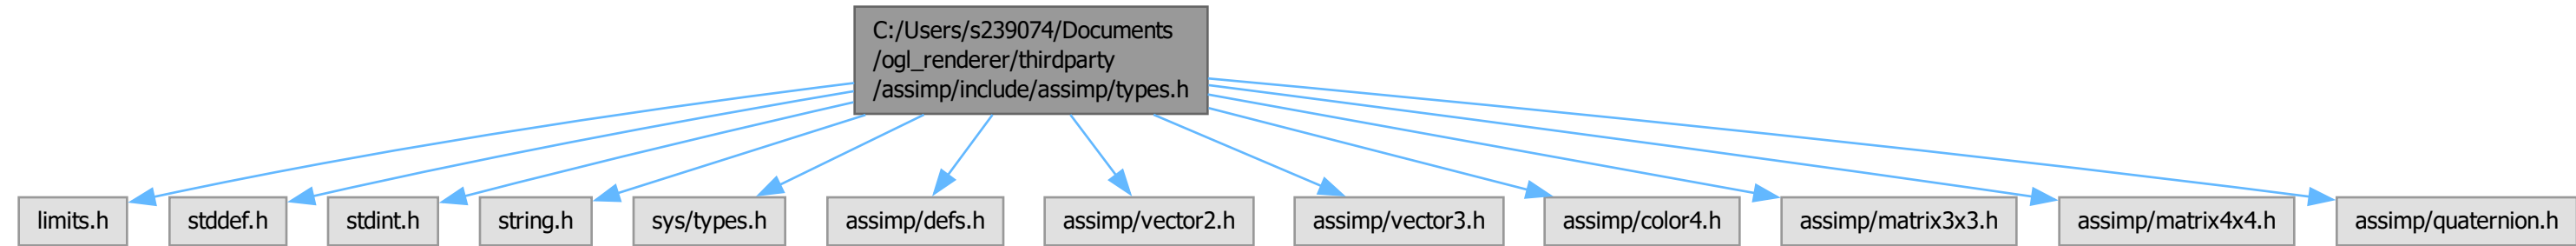 C:/Users/s239074/Documents
/ogl_renderer/thirdparty
/assimp/include/assimp/types.h
limits.h
stddef.h
stdint.h
string.h
sys/types.h
assimp/defs.h
assimp/vector2.h
assimp/vector3.h
assimp/color4.h
assimp/matrix3x3.h
assimp/matrix4x4.h
assimp/quaternion.h